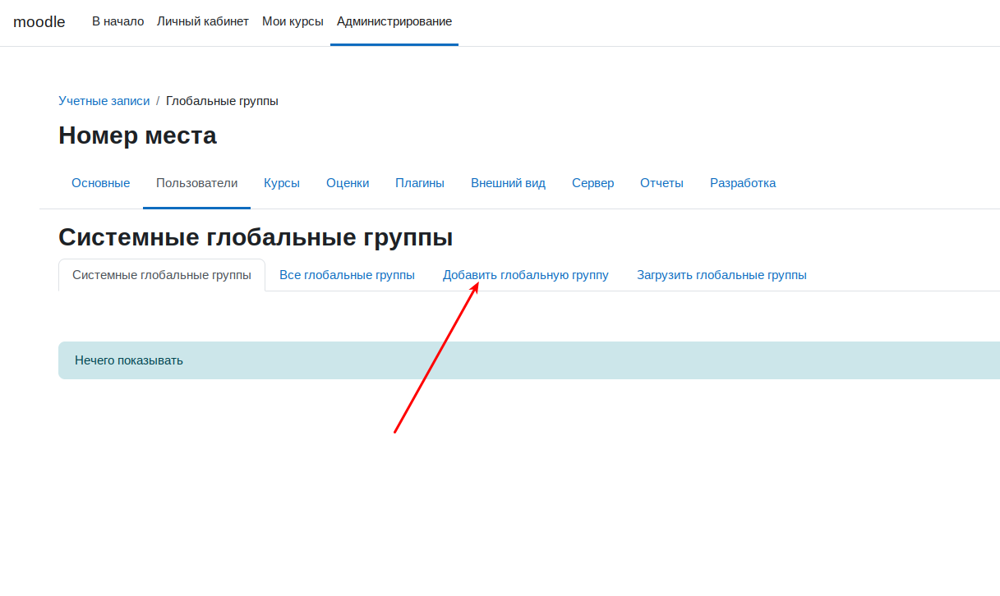 moodle В начало Личный кабинет Мои курсы Администрирование
Учетные записи / Глобальные группы
Номер места
Основные Пользователи Курсы Оценки Плагины Внешний вид Сервер Отчеты Разработка
Системные глобальные группы
Системные глобальные группы Все глобальные группы Добавить глобальную группу Загрузить глобальные группы
Нечего показывать